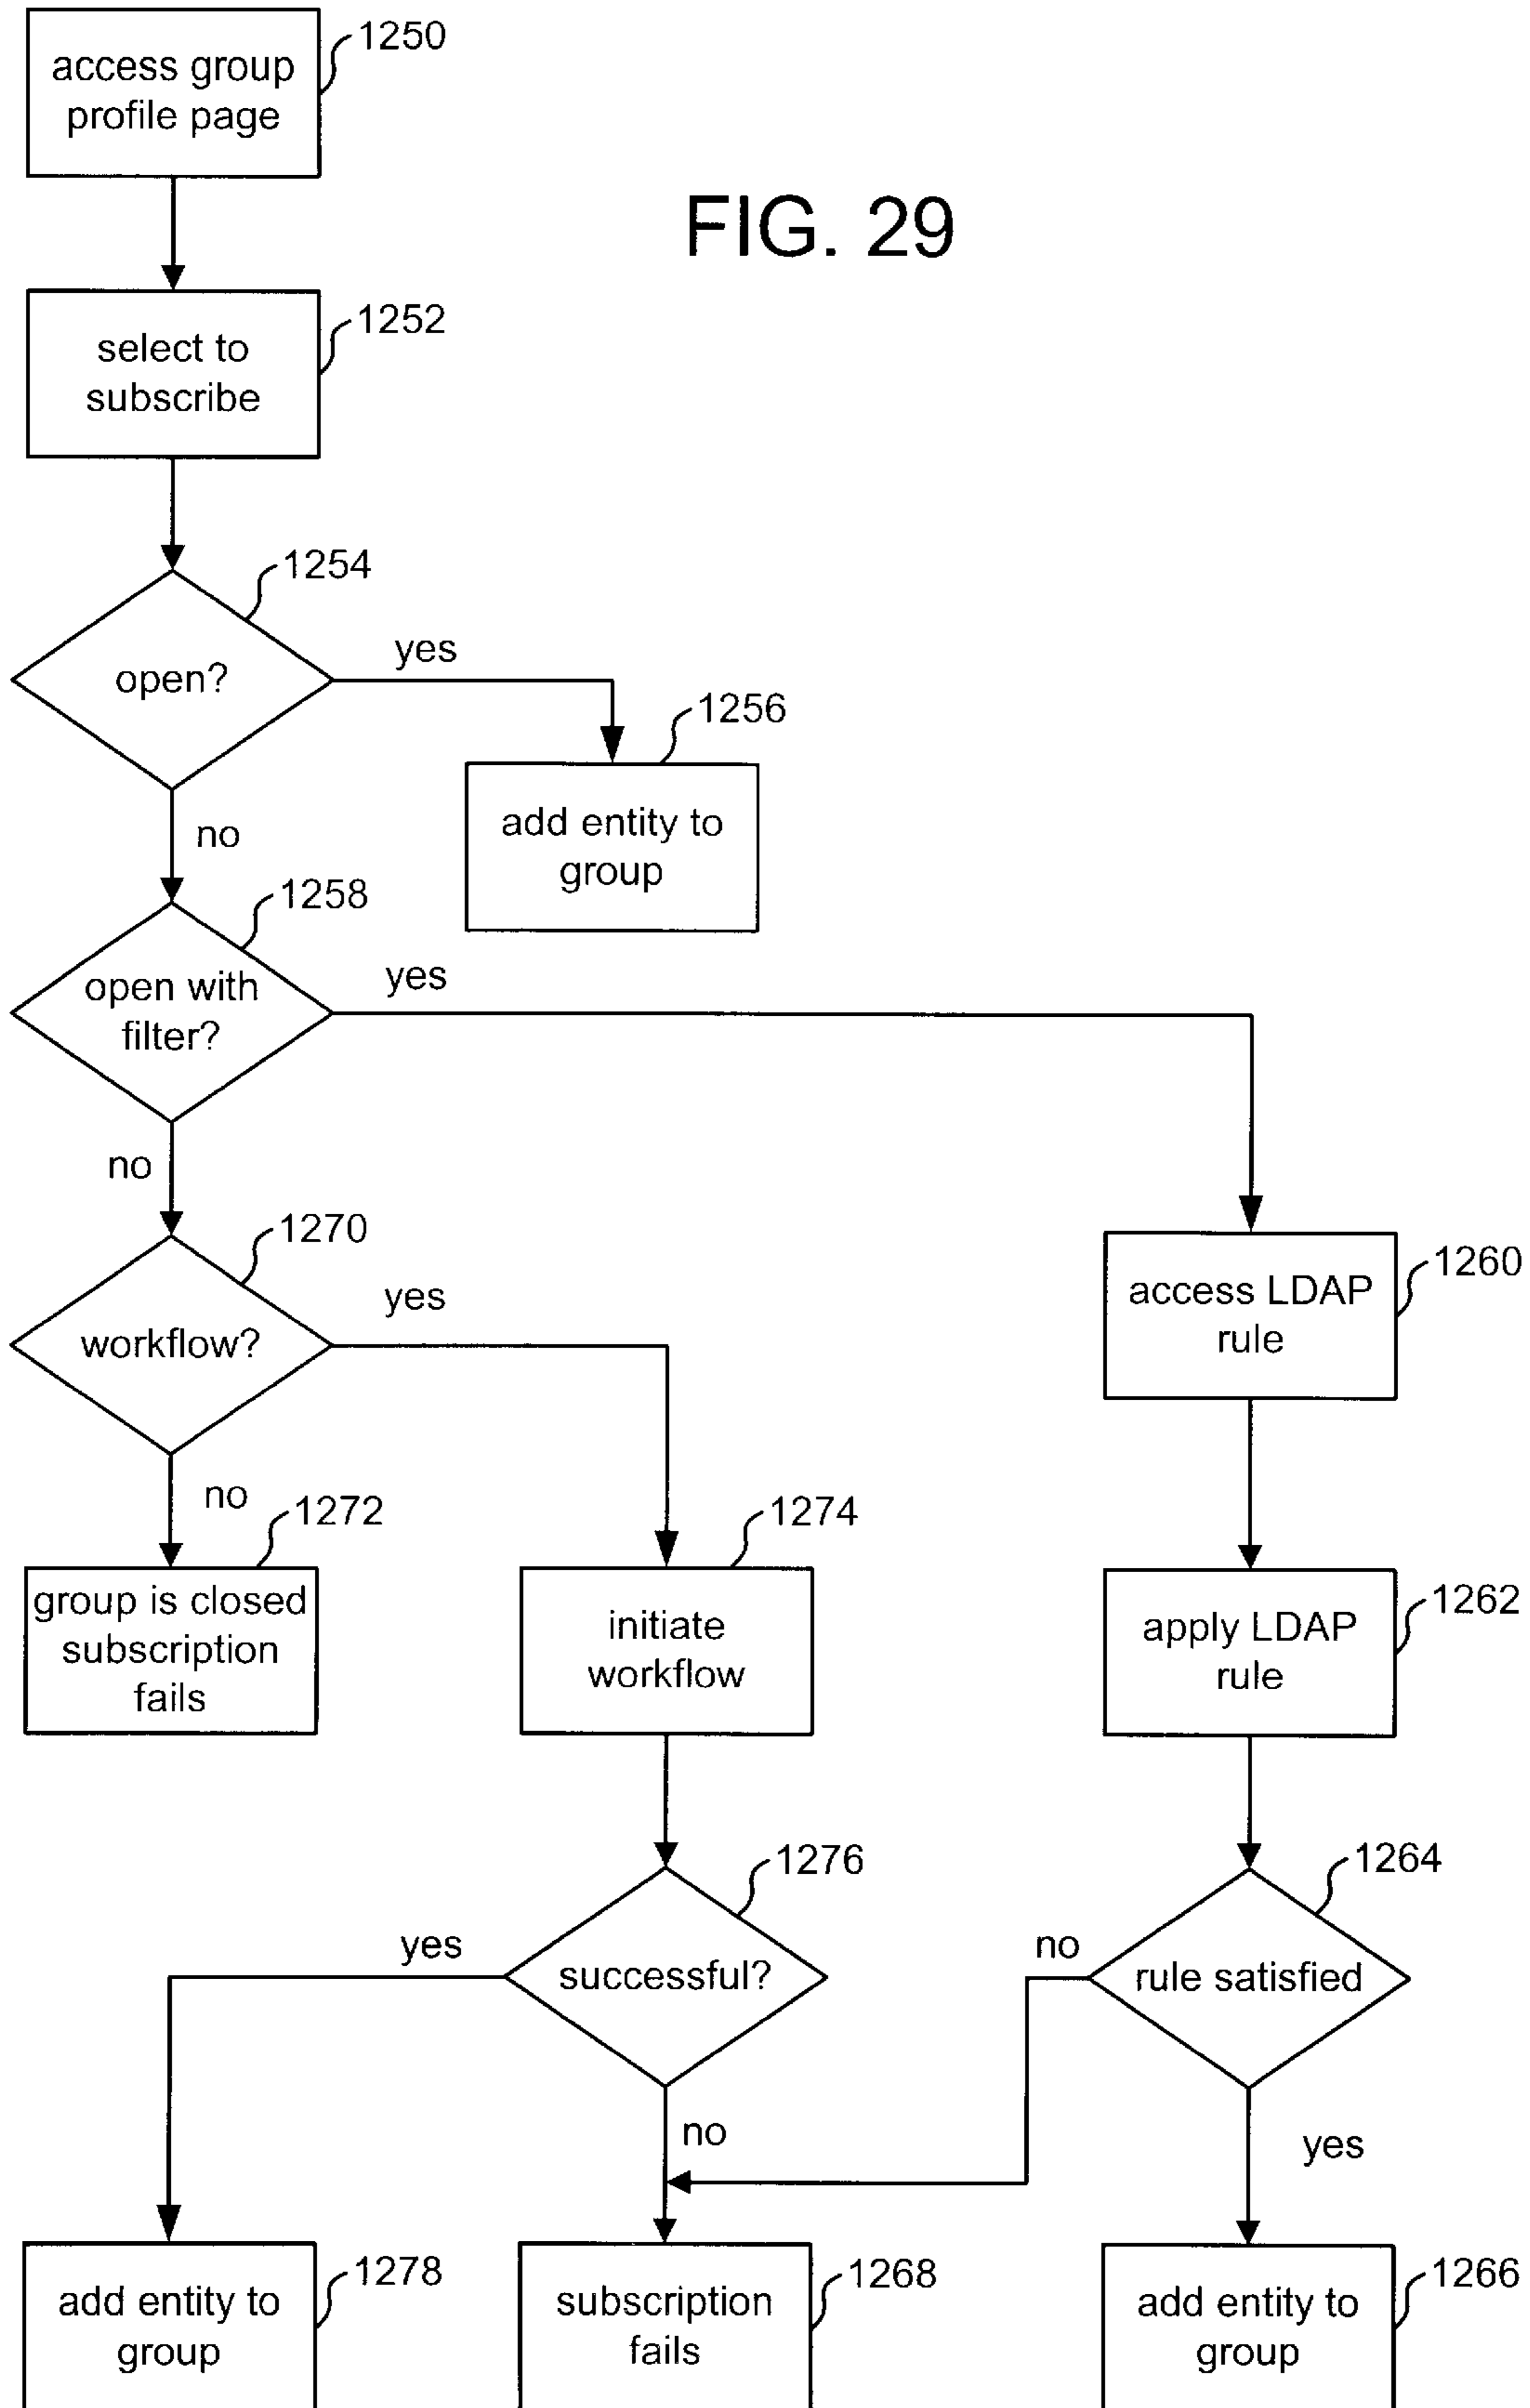 1250
access group
profile page
FIG. 29
1252
select to
subscribe
1254
open?
yes
1256
add entity to
group
no
1258
open with
filter?
yes
no
1270
workflow?
yes
1260
access LDAP
rule
no
1272
group is closed
subscription
fails
1274
initiate
workflow
1262
apply LDAP
rule
1276
successful?
yes
no
1264
rule satisfied
no
yes
1278
add entity to
group
1268
subscription
fails
1266
add entity to
group